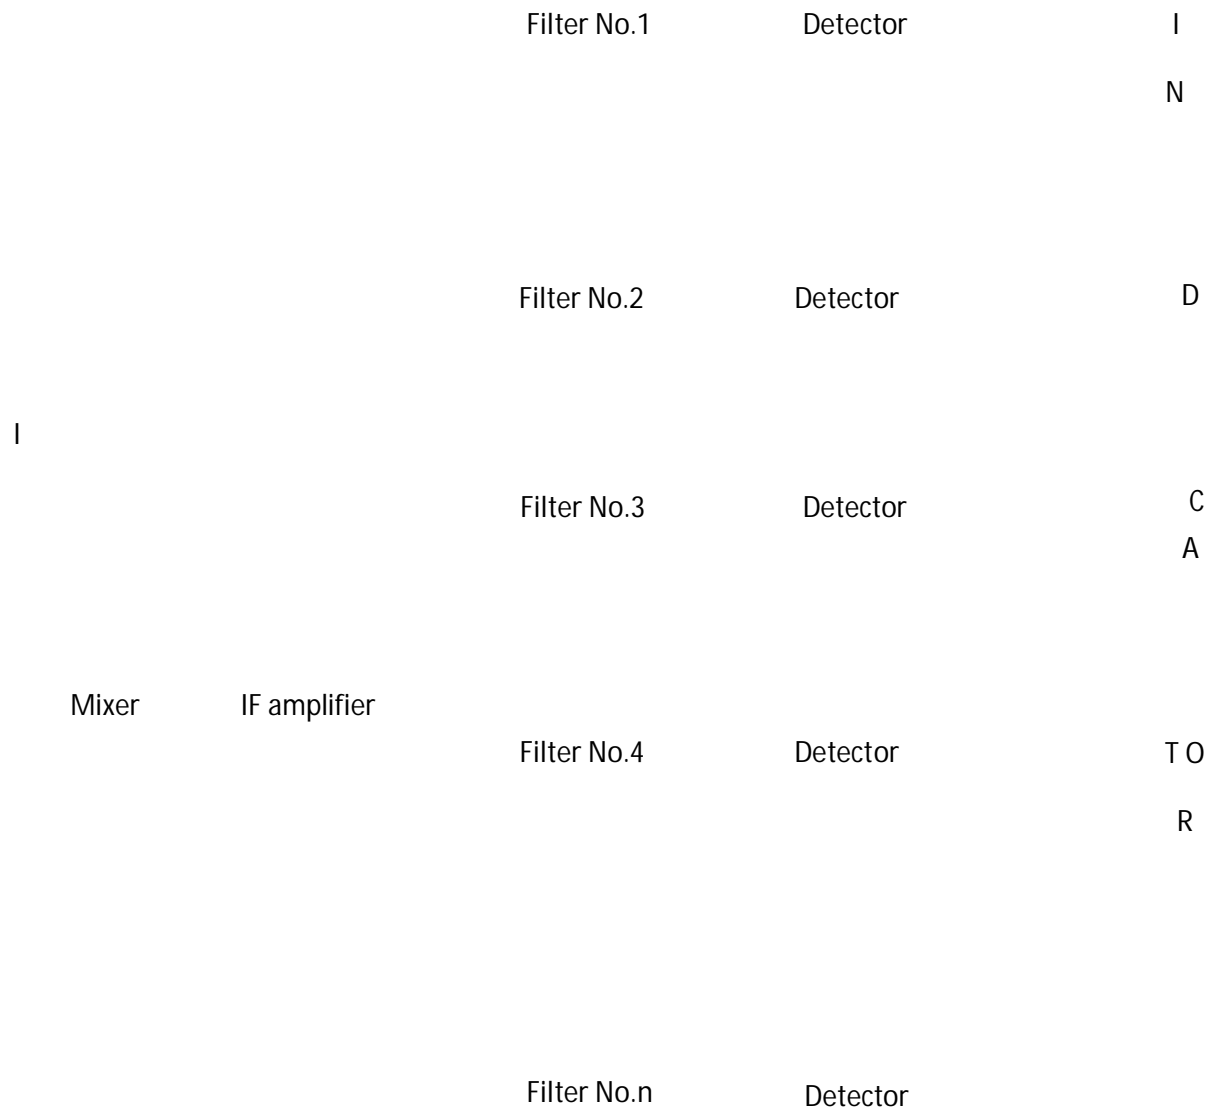 Filter No.1 Detector I
N
Filter No.2 Detector D
I
Filter No.3 Detector C
A
Mixer IF amplifier
Filter No.4 Detector T O
R
Filter No.n Detector